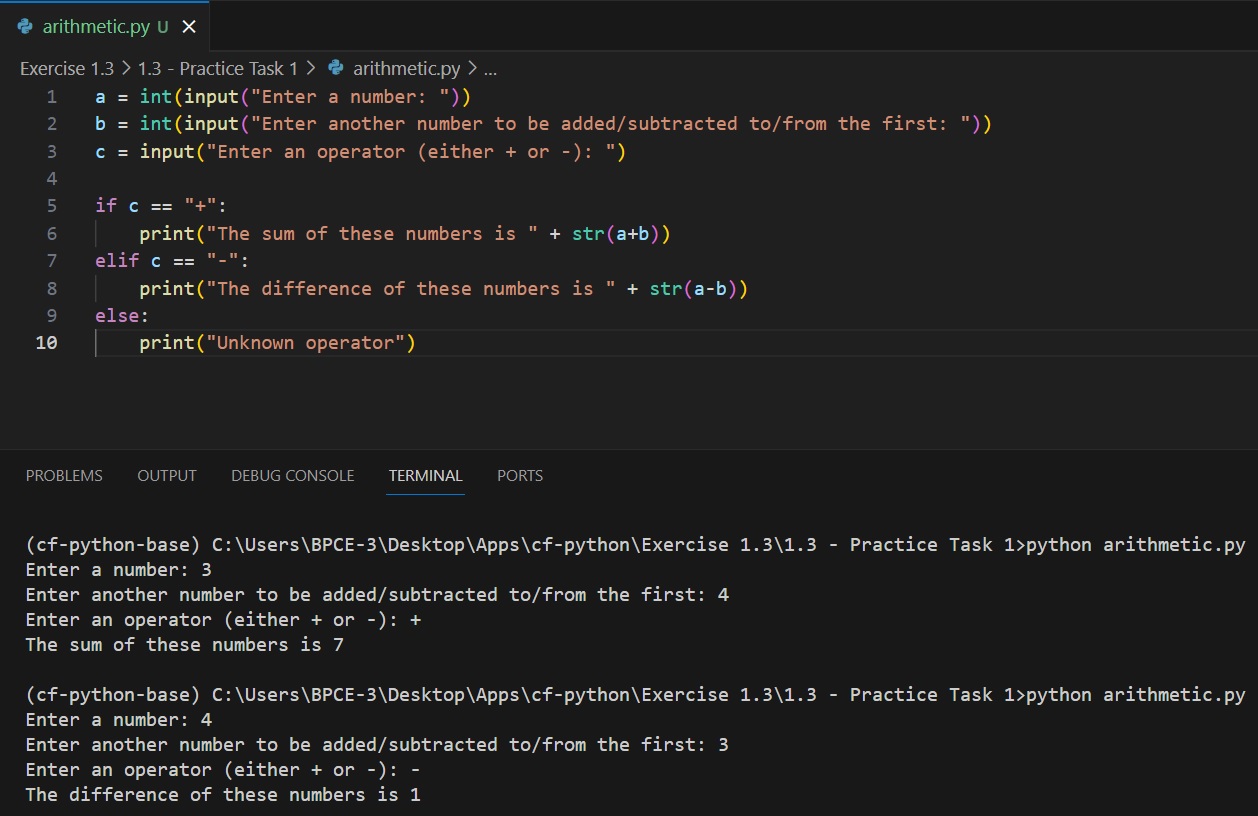 arithmetic.py U ×
Exercise 1.3 > 1.3 - Practice Task 1 > arithmetic.py > ...
1 a = int(input("Enter a number: "))
2 b = int(input("Enter another number to be added/subtracted to/from the first: "))
3 c = input("Enter an operator (either + or -): ")
4
5 if c == "+":
6     print("The sum of these numbers is " + str(a+b))
7 elif c == "-":
8     print("The difference of these numbers is " + str(a-b))
9 else:
10     print("Unknown operator")
PROBLEMS OUTPUT DEBUG CONSOLE TERMINAL PORTS
(cf-python-base) C:\Users\BPCE-3\Desktop\Apps\cf-python\Exercise 1.3\1.3 - Practice Task 1>python arithmetic.py
Enter a number: 3
Enter another number to be added/subtracted to/from the first: 4
Enter an operator (either + or -): +
The sum of these numbers is 7
(cf-python-base) C:\Users\BPCE-3\Desktop\Apps\cf-python\Exercise 1.3\1.3 - Practice Task 1>python arithmetic.py
Enter a number: 4
Enter another number to be added/subtracted to/from the first: 3
Enter an operator (either + or -): -
The difference of these numbers is 1